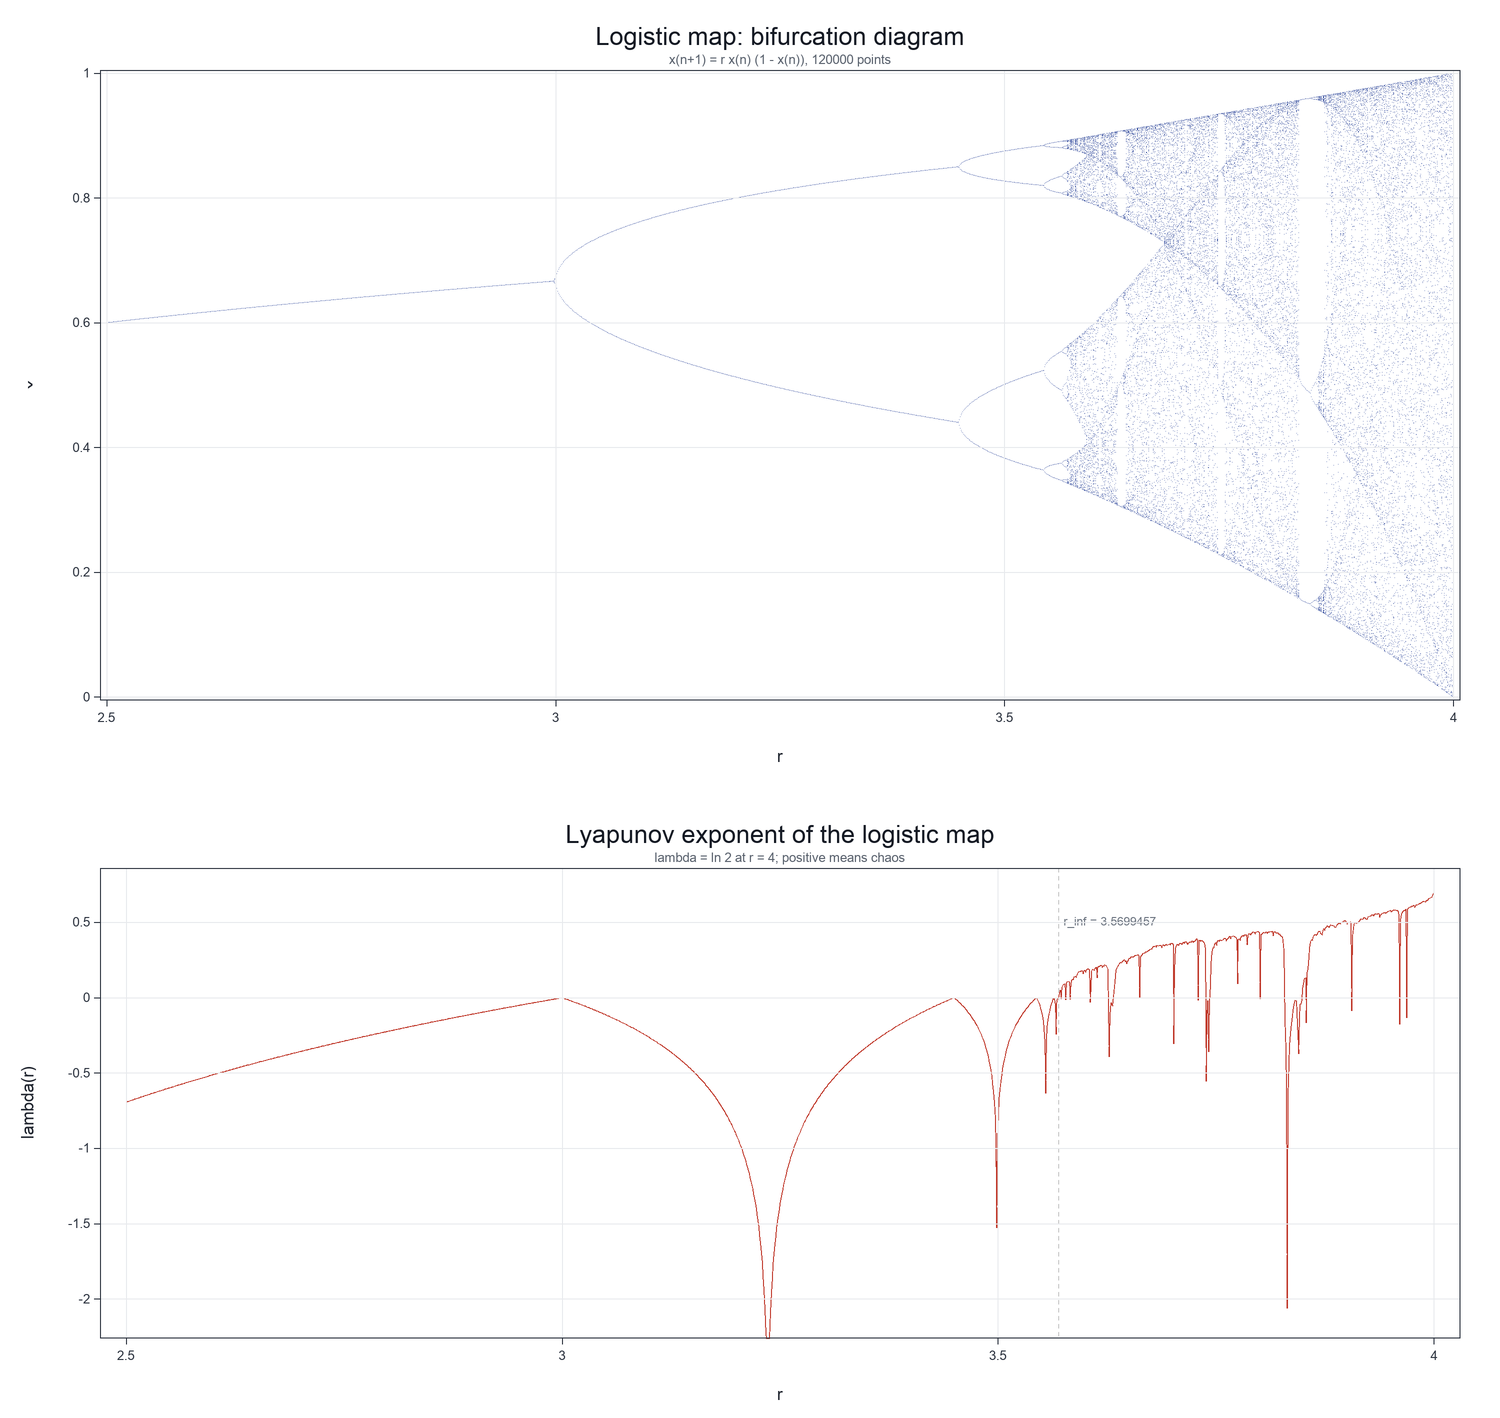 Logistic map: bifurcation diagram
x(n+1) = r x(n) (1 - x(n)), 120000 points
1
0.8
0.6
0.4
0.2
0
2.5
3
3.5
4
r
Lyapunov exponent of the logistic map
lambda = ln 2 at r = 4; positive means chaos
lambda(r)
0.5
0
-0.5
-1
-1.5
-2
r_inf = 3.5699457
2.5
3
3.5
4
r